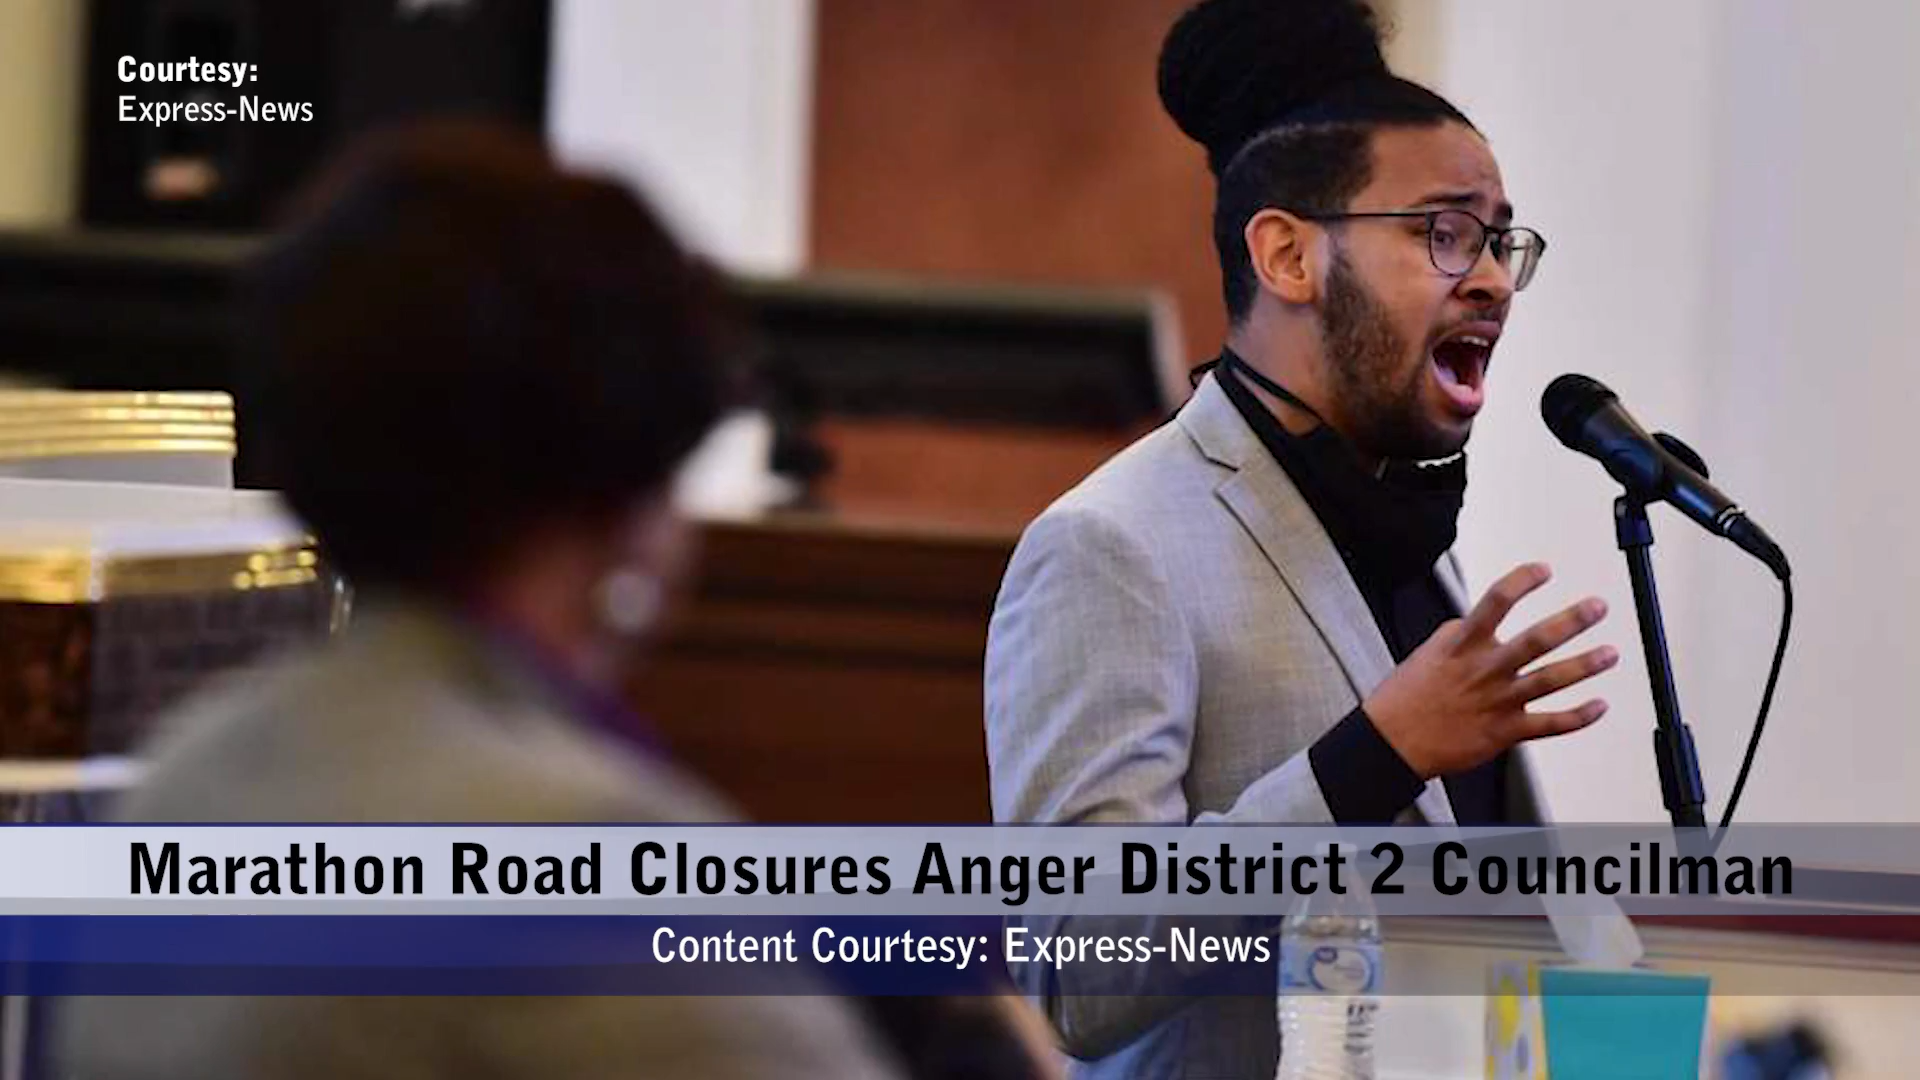 Courtesy:
Express-News
Marathon Road Closures Anger District 2 Councilman
Content Courtesy: Express-News